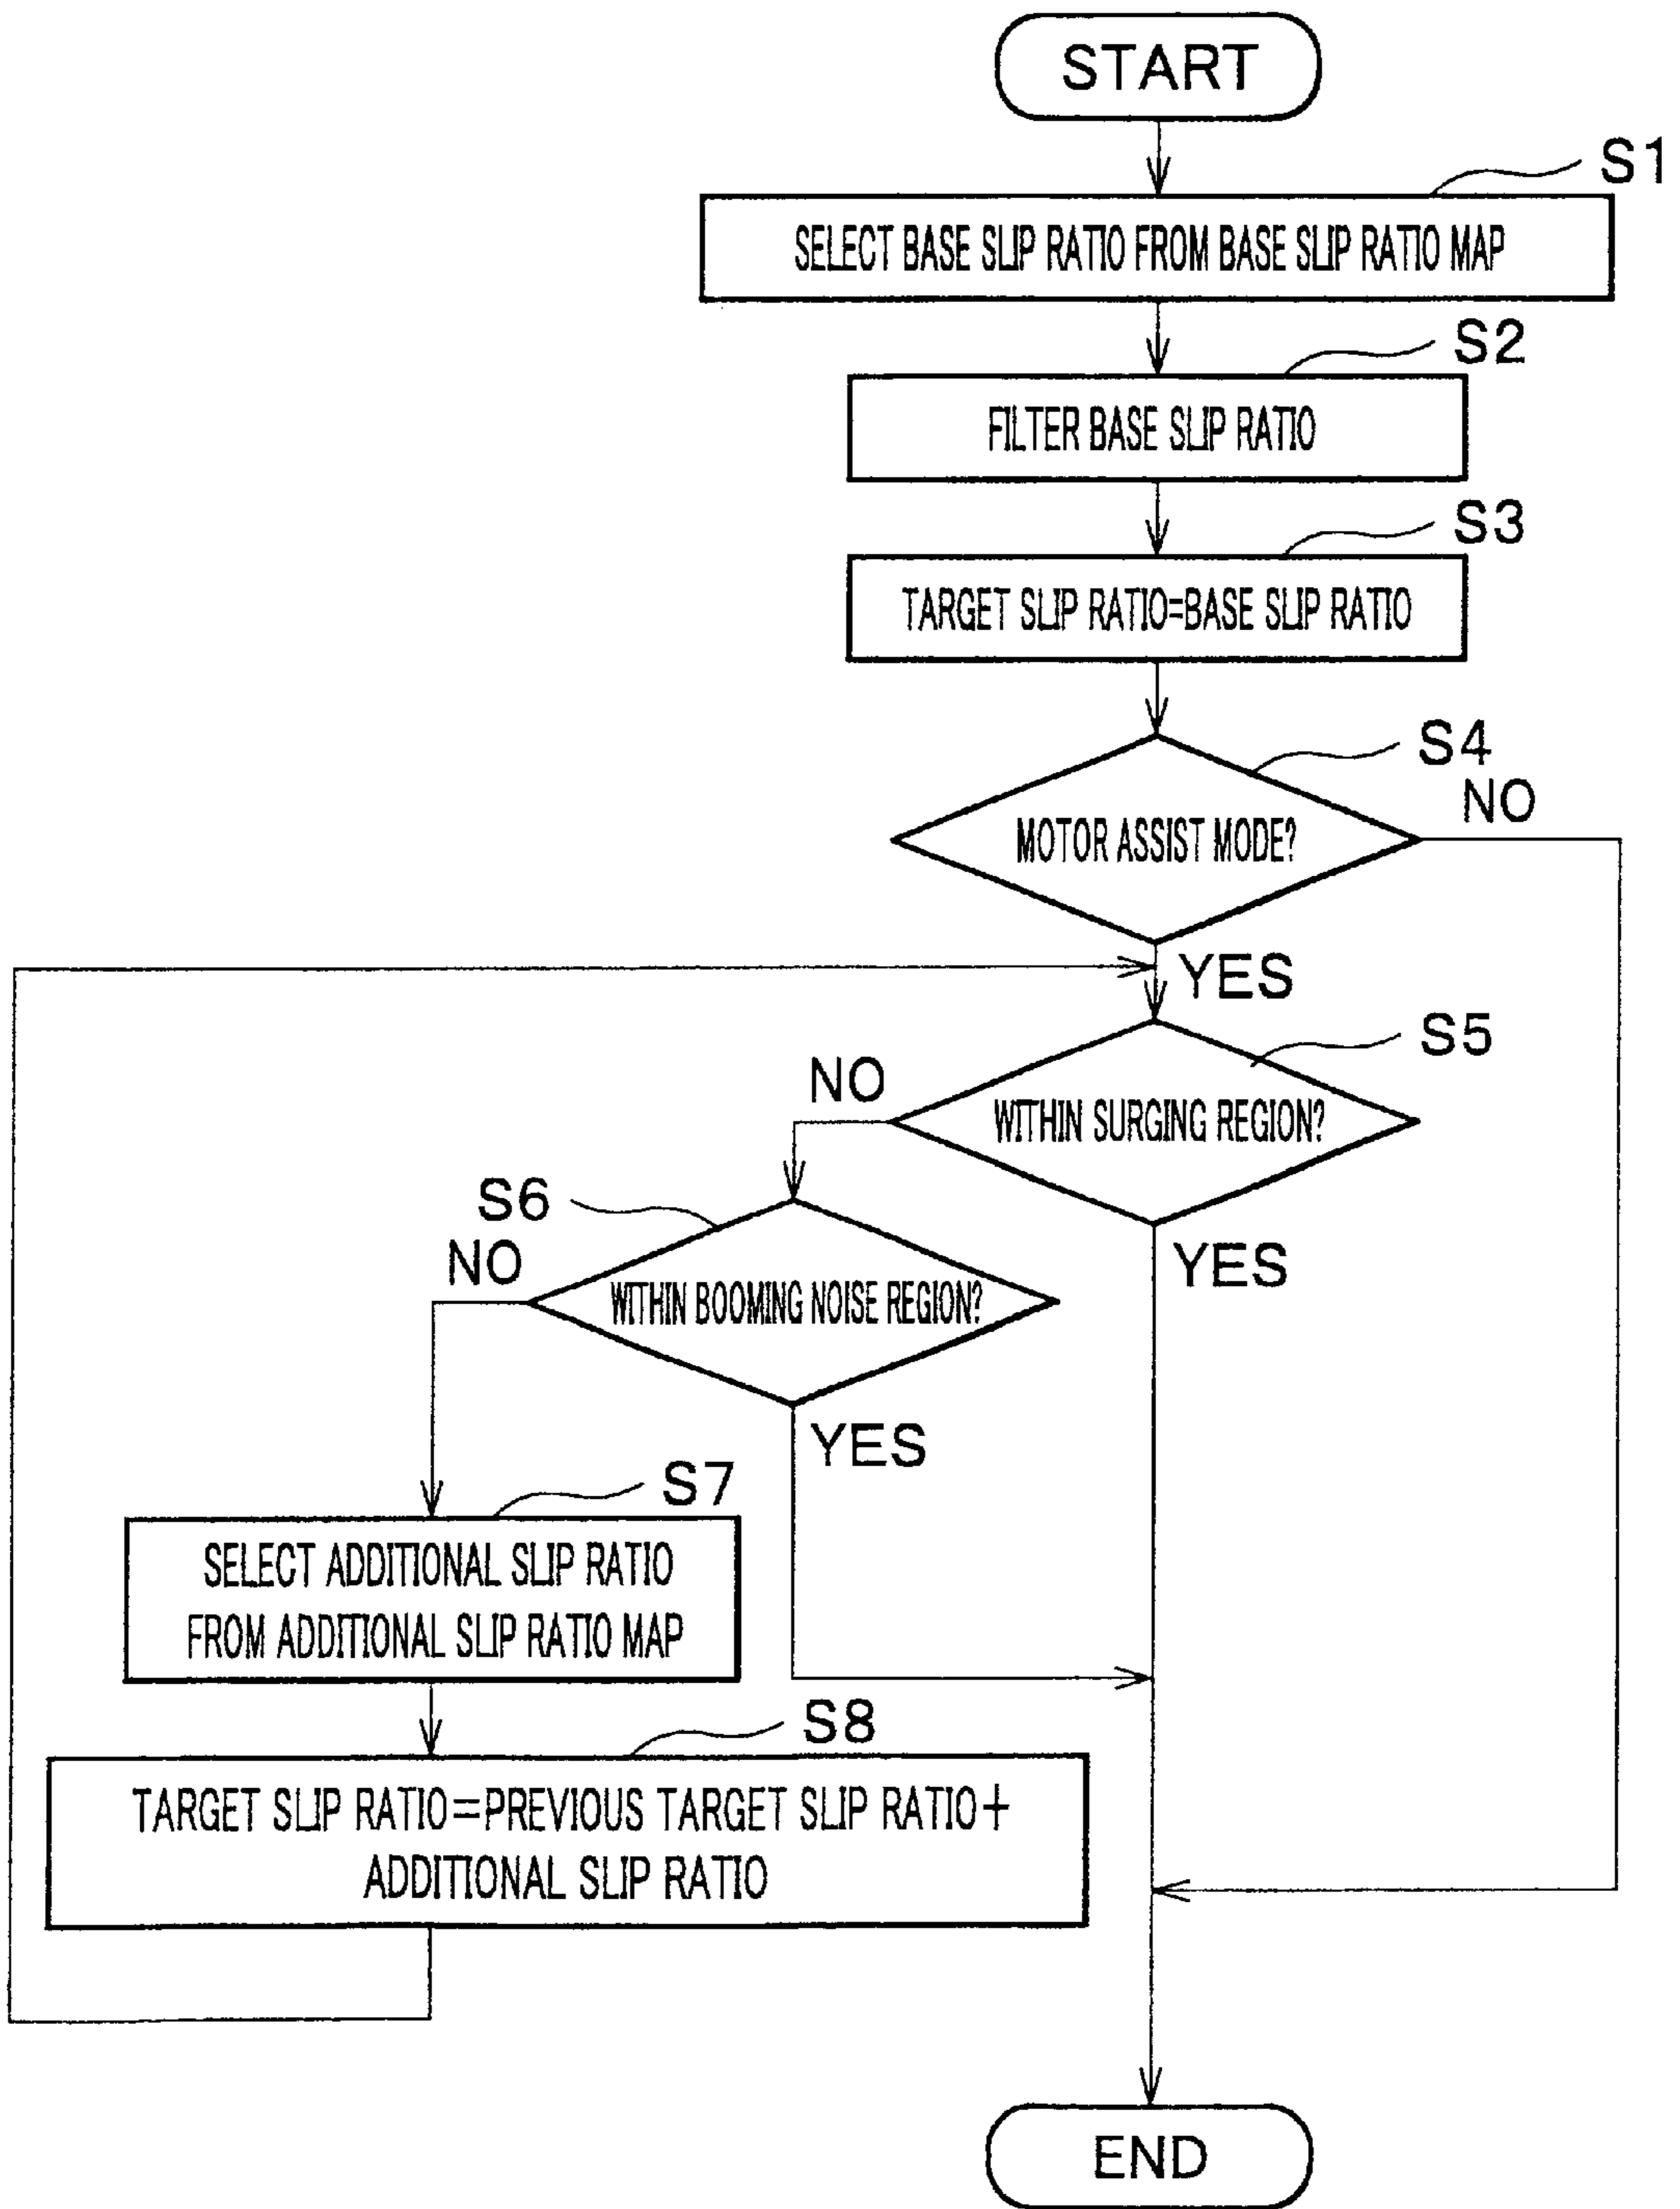 START
S1
SELECT BASE SLIP RATIO FROM BASE SLIP RATIO MAP
S2
FILTER BASE SLIP RATIO
S3
TARGET SLIP RATIO=BASE SLIP RATIO
S4
NO
MOTOR ASSIST MODE?
YES
S5
NO
WITHIN SURGING REGION?
S6
NO
YES
WITHIN BOOMING NOISE REGION?
YES
S7
SELECT ADDITIONAL SLIP RATIO
FROM ADDITIONAL SLIP RATIO MAP
S8
TARGET SLIP RATIO=PREVIOUS TARGET SLIP RATIO+
ADDITIONAL SLIP RATIO
END